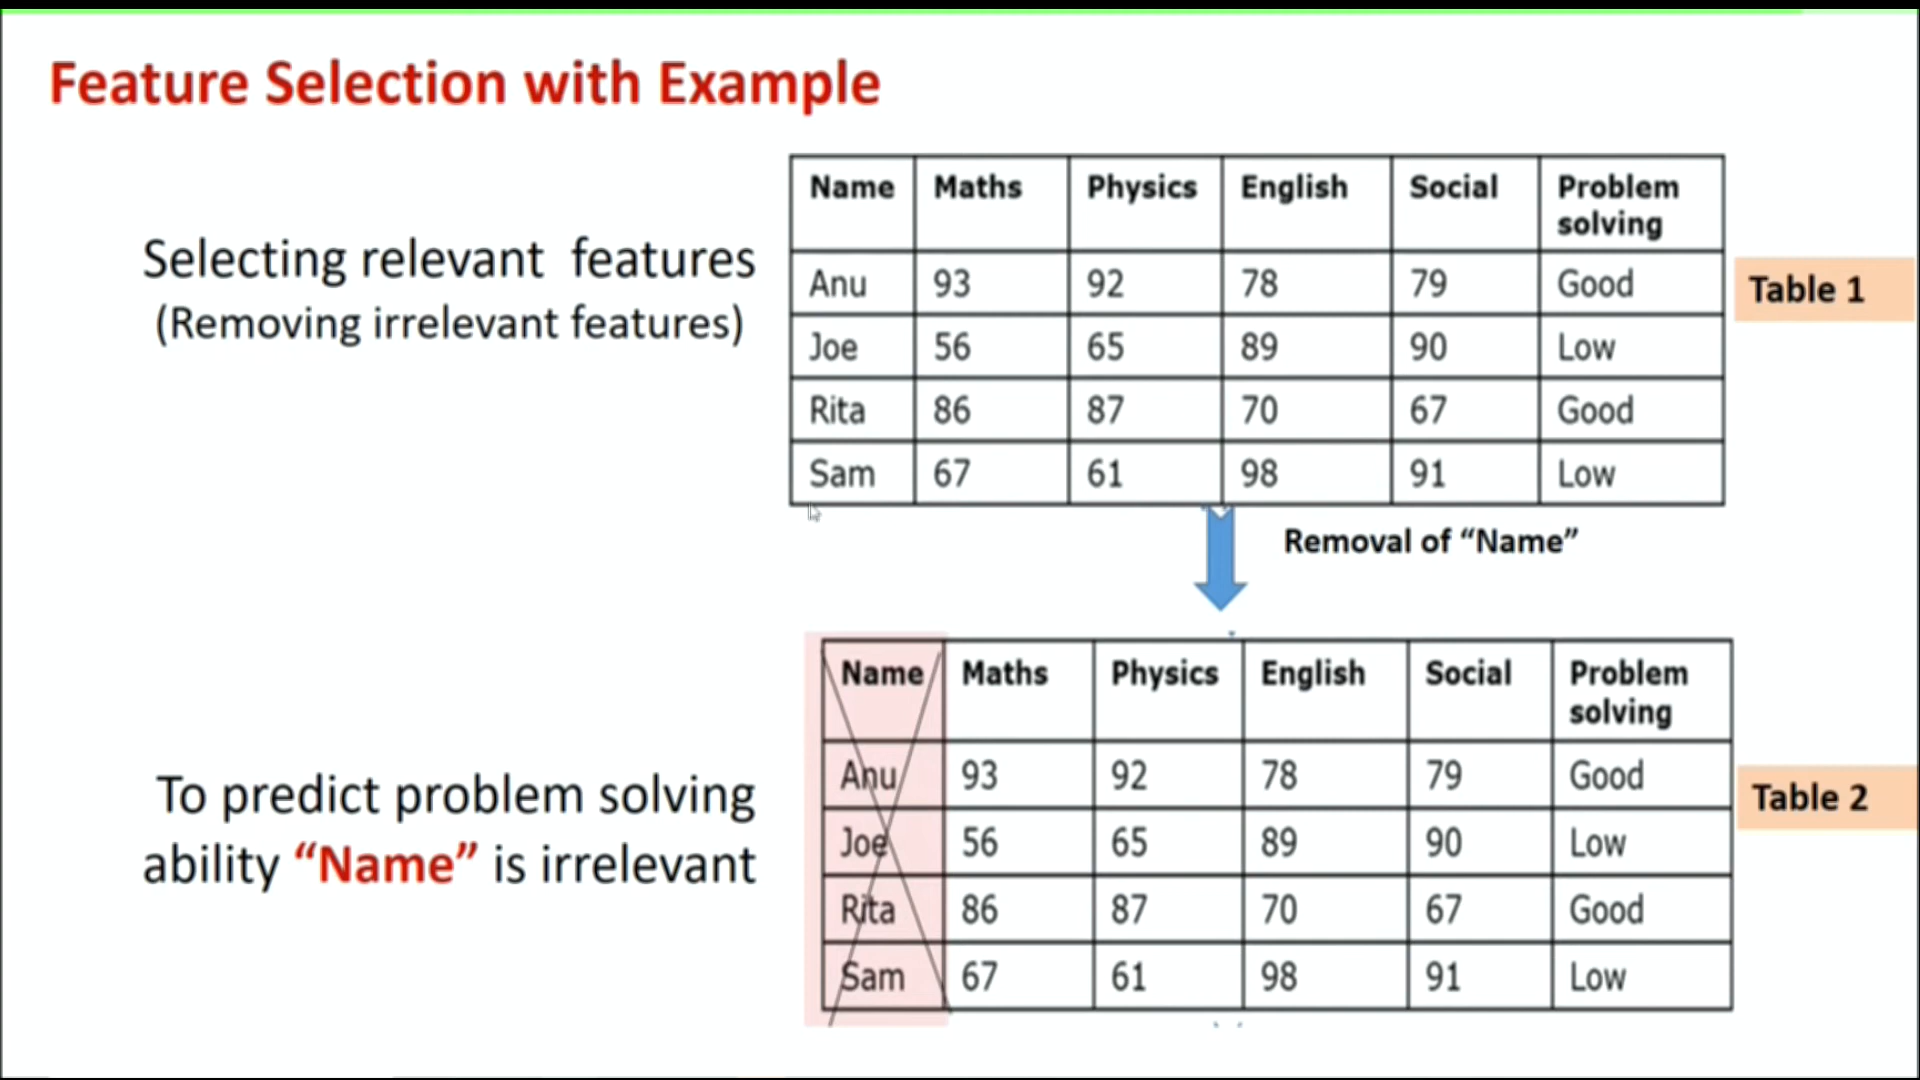 Feature Selection with Example
Selecting relevant features
(Removing irrelevant features)
Name Maths Physics English Social Problem solving
Anu 93 92 78 79 Good
Joe 56 65 89 90 Low
Rita 86 87 70 67 Good
Sam 67 61 98 91 Low
Table 1
Removal of “Name”
To predict problem solving
ability “Name” is irrelevant
Name Maths Physics English Social Problem solving
Anu 93 92 78 79 Good
Joe 56 65 89 90 Low
Rita 86 87 70 67 Good
Sam 67 61 98 91 Low
Table 2